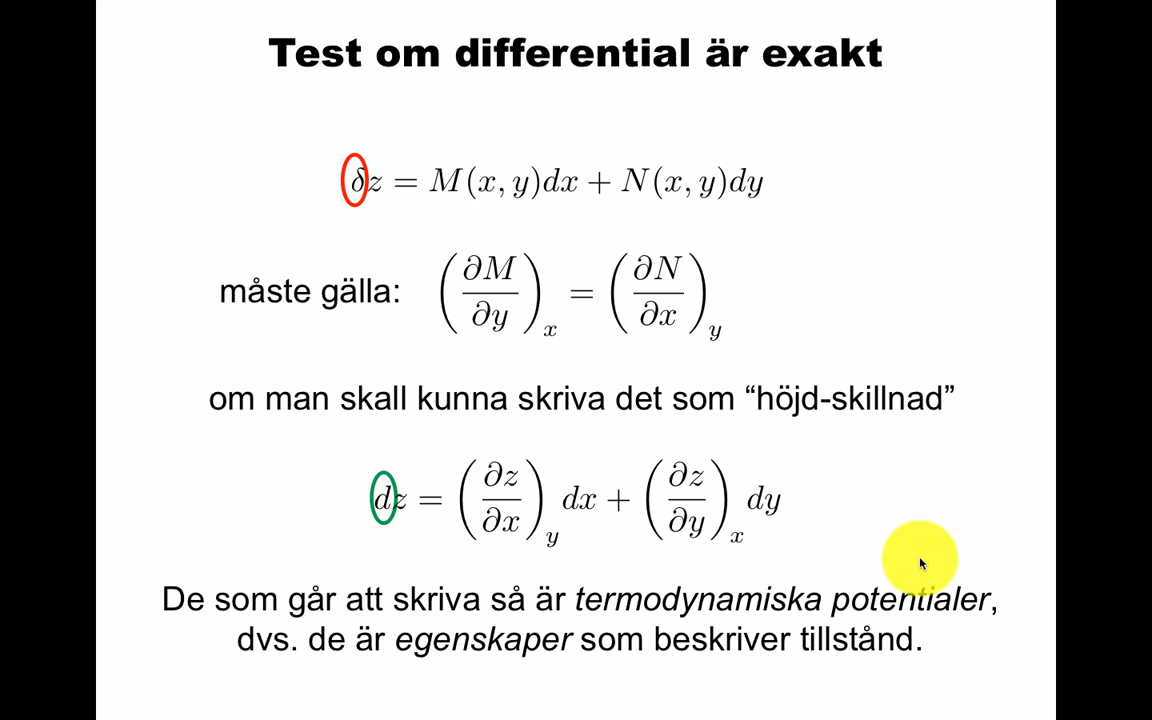 Test om differential är exakt
δz = M(x, y)dx + N(x, y)dy
måste gälla: (∂M/∂y)_x = (∂N/∂x)_y
om man skall kunna skriva det som “höjd-skillnad”
dz = (∂z/∂x)_y dx + (∂z/∂y)_x dy
De som går att skriva så är termodynamiska potentialer,
dvs. de är egenskaper som beskriver tillstånd.